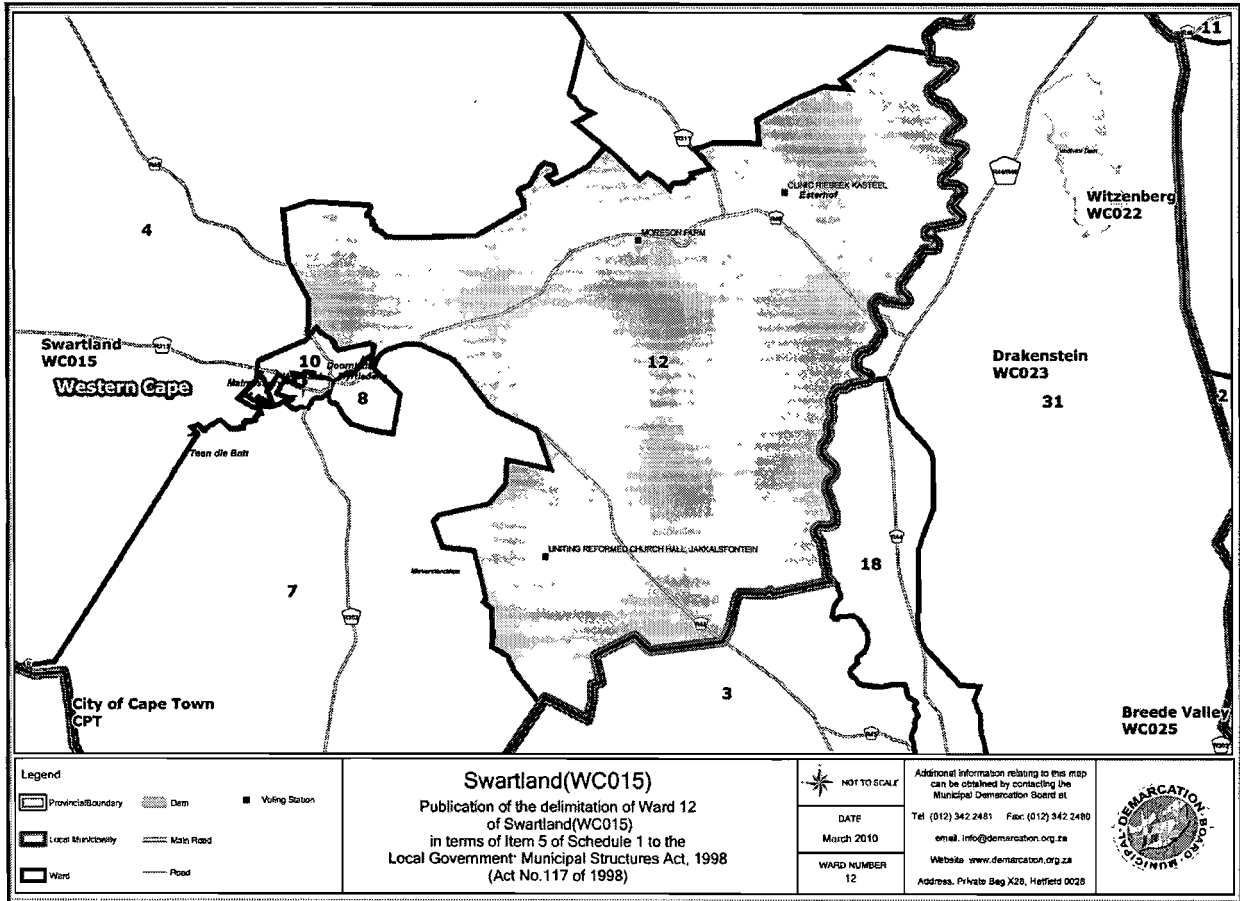 11
Witzenberg
WC022
CLINIC RIEBEEK KASTEEL
Esterhof
4
MORESON FARM
Swartland
WC015
Western Cape
10
12
8
Drakenstein
WC023
31
2
Teen die Bult
UNITING REFORMED CHURCH HALL, JAKKALSFONTEIN
7
18
3
City of Cape Town
CPT
Breede Valley
WC025
Legend
ProvincialBoundary
Dam
Voting Station
Local Municipality
Main Road
Ward
Road
Swartland(WC015)
Publication of the delimitation of Ward 12
of Swartland(WC015)
in terms of Item 5 of Schedule 1 to the
Local Government: Municipal Structures Act, 1998
(Act No.117 of 1998)
NOT TO SCALE
DATE
March 2010
WARD NUMBER
12
Additional information relating to this map
can be obtained by contacting the
Municipal Demarcation Board at
Tel (012) 342 2481 Fax: (012) 342 2480
email. info@demarcation.org.za
Website www.demarcation.org.za
Address. Private Bag X28, Hatfield 0028
MUNICIPAL DEMARCATION BOARD